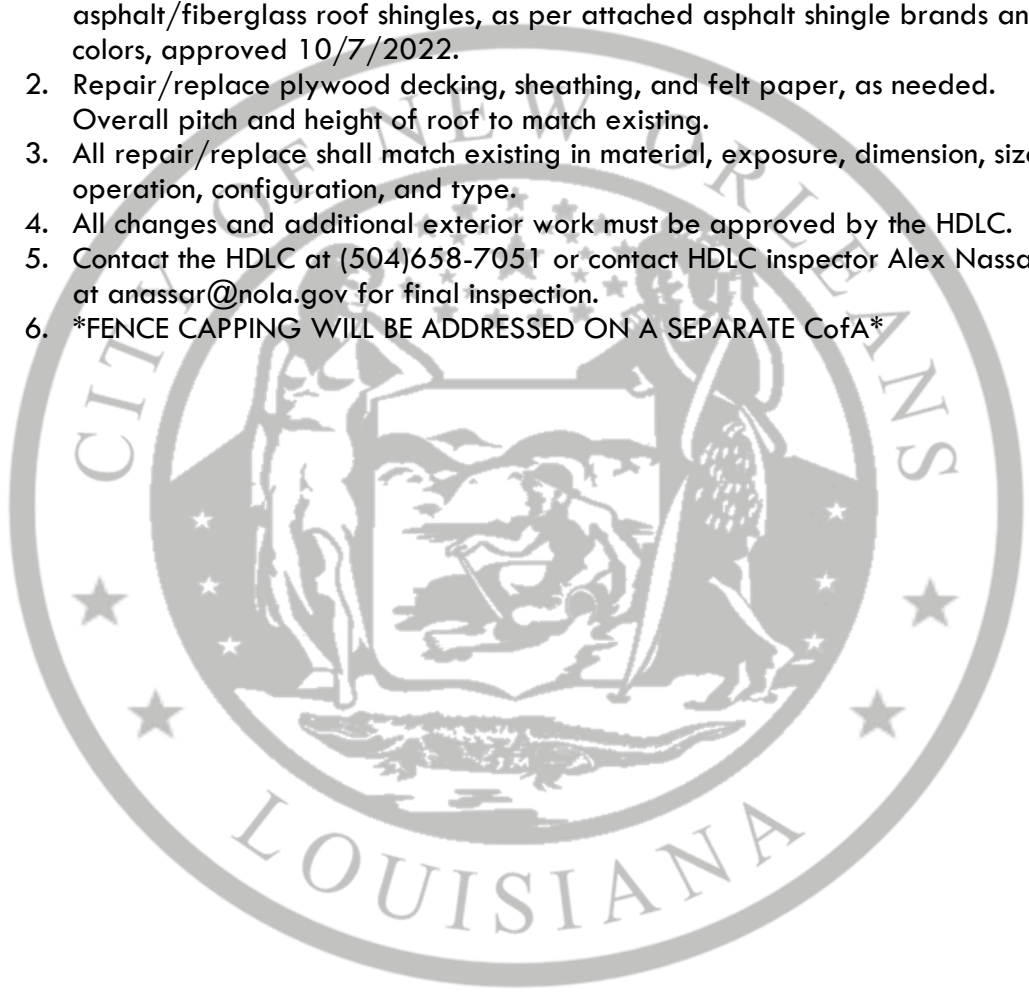 asphalt/fiberglass roof shingles, as per attached asphalt shingle brands an
colors, approved 10/7/2022.
2. Repair/replace plywood decking, sheathing, and felt paper, as needed.
Overall pitch and height of roof to match existing.
3. All repair/replace shall match existing in material, exposure, dimension, siz
operation, configuration, and type.
4. All changes and additional exterior work must be approved by the HDLC.
5. Contact the HDLC at (504)658-7051 or contact HDLC inspector Alex Nassa
at anassar@nola.gov for final inspection.
6. *FENCE CAPPING WILL BE ADDRESSED ON A SEPARATE CofA*
CITY OF NEW ORLEANS
LOUISIANA